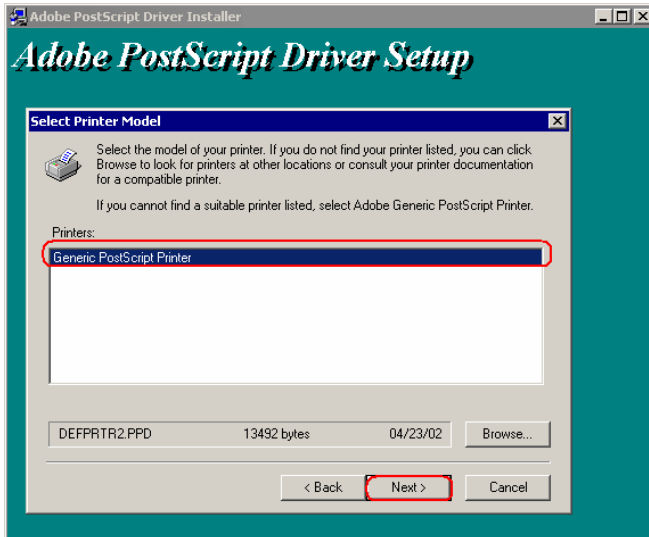 Adobe PostScript Driver Installer
Adobe PostScript Driver Setup
Select Printer Model
Select the model of your printer. If you do not find your printer listed, you can click
Browse to look for printers at other locations or consult your printer documentation
for a compatible printer.
If you cannot find a suitable printer listed, select Adobe Generic PostScript Printer.
Printers:
Generic PostScript Printer
DEFPRTR2.PPD 13492 bytes 04/23/02 Browse...
< Back Next > Cancel